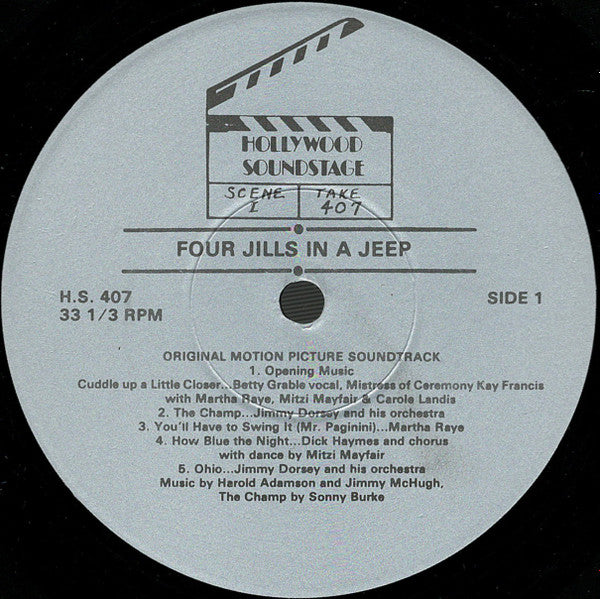 HOLLYWOOD
SOUNDSTAGE
SCENE TAKE
I 407
FOUR JILLS IN A JEEP
H.S. 407 SIDE 1
33 1/3 RPM
ORIGINAL MOTION PICTURE SOUNDTRACK
1. Opening Music
Cuddle up a Little Closer...Betty Grable vocal, Mistress of Ceremony Kay Francis
with Martha Raye, Mitzi Mayfair & Carole Landis
2. The Champ...Jimmy Dorsey and his orchestra
3. You'll Have to Swing It (Mr. Paginini)...Martha Raye
4. How Blue the Night...Dick Haymes and chorus
with dance by Mitzi Mayfair
5. Ohio...Jimmy Dorsey and his orchestra
Music by Harold Adamson and Jimmy McHugh,
The Champ by Sonny Burke